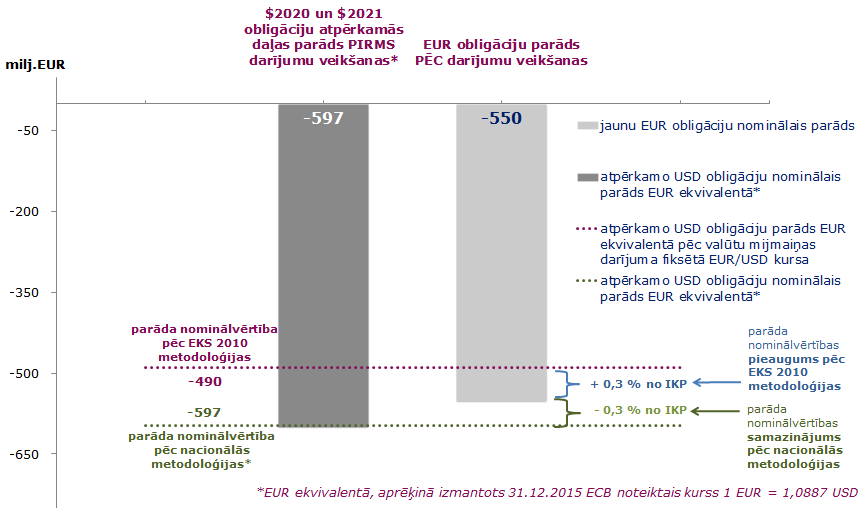 $2020 un $2021
obligāciju atpērkamās
daļas parāds PIRMS
darījumu veikšanas*
EUR obligāciju parāds
PĒC darījumu veikšanas
milj.EUR
-50
-200
-350
-500
-650
-597
-550
jaunu EUR obligāciju nominālais parāds
atpērkamo USD obligāciju nominālais
parāds EUR ekvivalentā*
atpērkamo USD obligāciju parāds EUR
ekvivalentā pēc valūtu mijmaiņas
darījuma fiksētā EUR/USD kursa
atpērkamo USD obligāciju nominālais
parāds EUR ekvivalentā*
parāda nominālvērtība
pēc EKS 2010
metodoloģijas
-490
-597
parāda nominālvērtība
pēc nacionālās
metodoloģijas*
+ 0,3 % no IKP
- 0,3 % no IKP
parāda
nominālvērtības
pieaugums pēc
EKS 2010
metodoloģijas
parāda
nominālvērtības
samazinājums
pēc nacionālās
metodoloģijas
*EUR ekvivalentā, aprēķinā izmantots 31.12.2015 ECB noteiktais kurss 1 EUR = 1,0887 USD